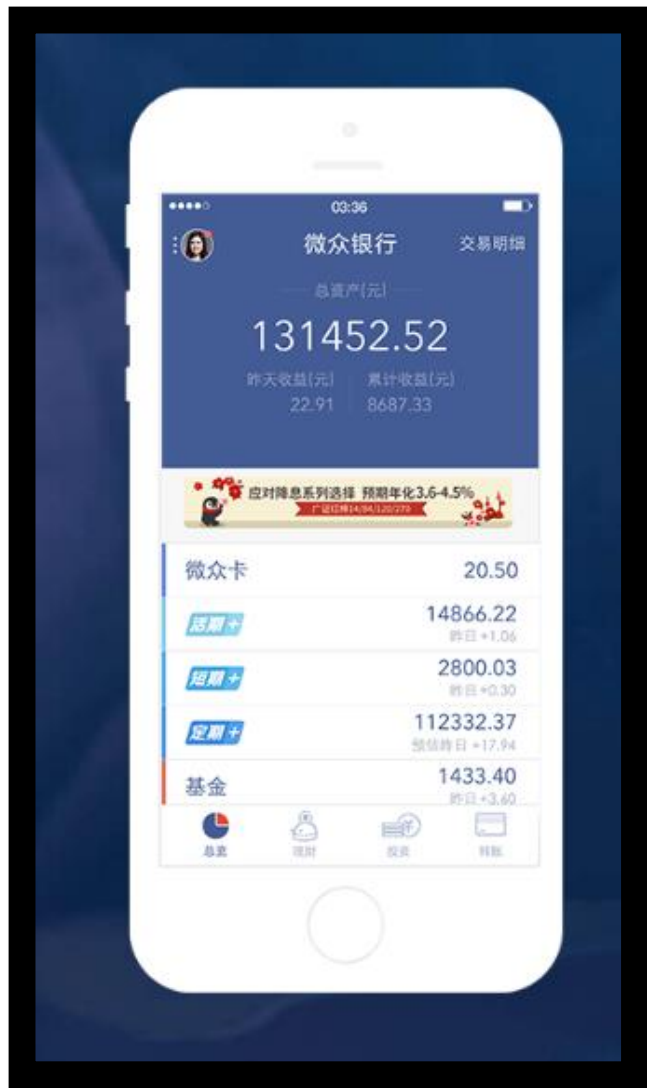 03:36
微众银行
交易明细
总资产(元)
131452.52
昨天收益(元) 累计收益(元)
22.91 8687.33
应对降息系列选择 预期年化3.6-4.5%
微众卡 20.50
活期+ 14866.22
昨日 +1.06
短期+ 2800.03
昨日 +0.30
定期+ 112332.37
预估昨日 +17.94
基金 1433.40
昨日 +3.60
总资 理财 投资 转账